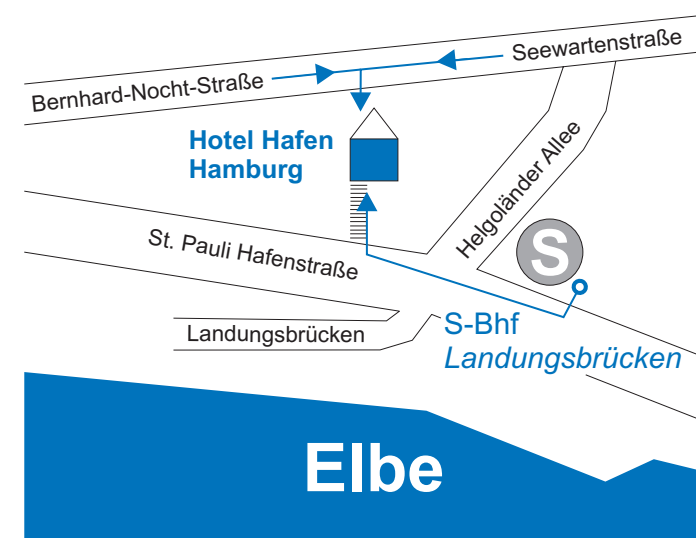 Seewartenstraße
Bernhard-Nocht-Straße
Hotel Hafen
Hamburg
Helgoländer Allee
St. Pauli Hafenstraße
S
S-Bhf
Landungsbrücken
Landungsbrücken
Elbe